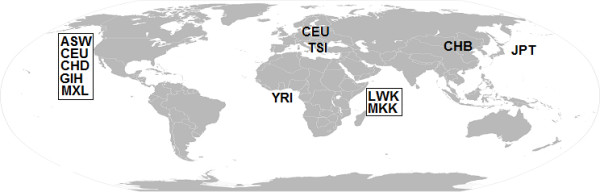 ASW
CEU
CHD
GIH
MXL
CEU
TSI
CHB
JPT
YRI
LWK
MKK